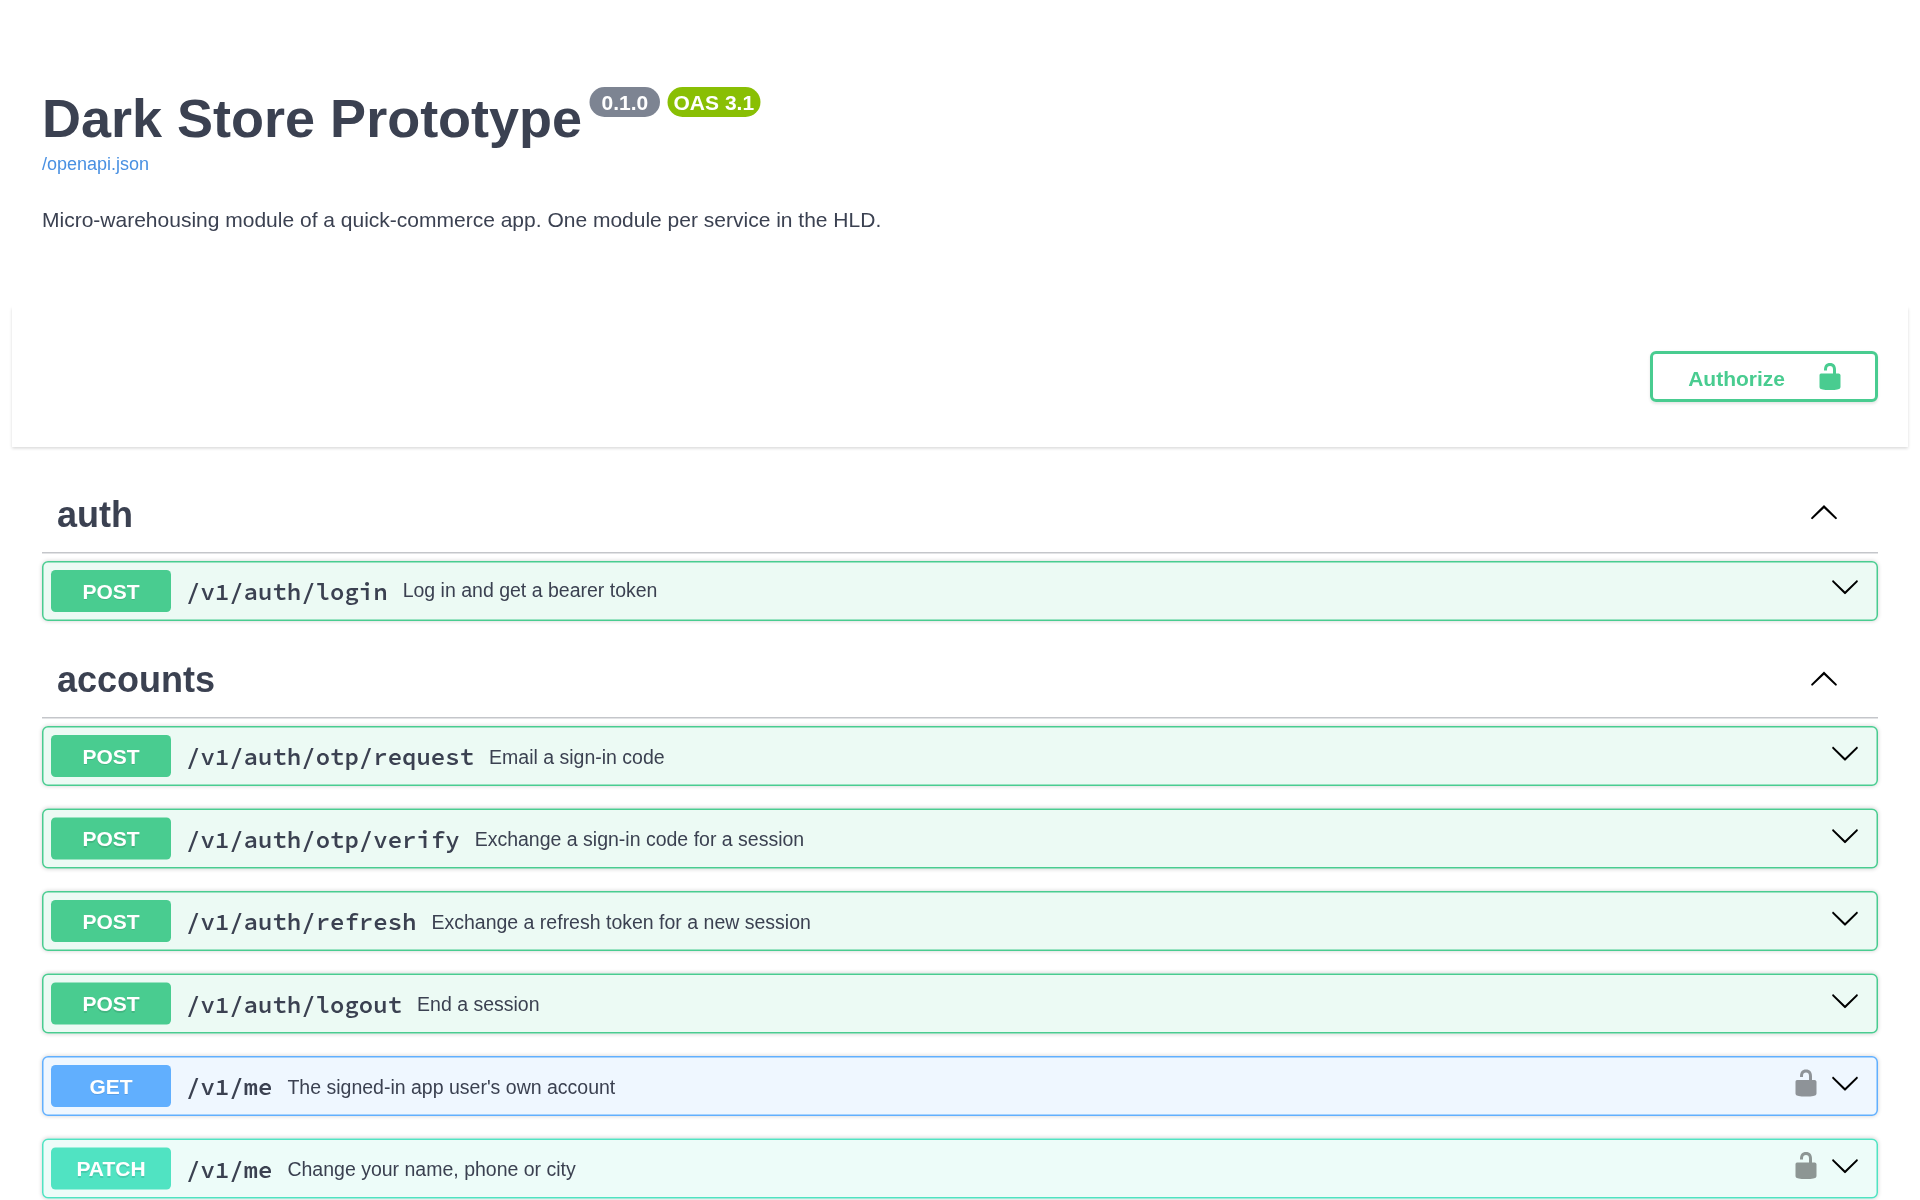 Dark Store Prototype 0.1.0 OAS 3.1
/openapi.json
Micro-warehousing module of a quick-commerce app. One module per service in the HLD.
Authorize
auth
POST /v1/auth/login Log in and get a bearer token
accounts
POST /v1/auth/otp/request Email a sign-in code
POST /v1/auth/otp/verify Exchange a sign-in code for a session
POST /v1/auth/refresh Exchange a refresh token for a new session
POST /v1/auth/logout End a session
GET /v1/me The signed-in app user's own account
PATCH /v1/me Change your name, phone or city